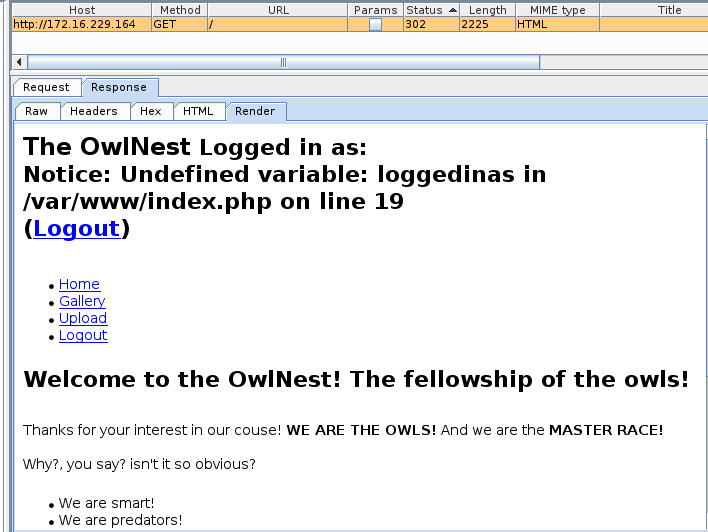 Host Method URL Params Status Length MIME type Title
http://172.16.229.164 GET / 302 2225 HTML
Request Response
Raw Headers Hex HTML Render
The OwlNest Logged in as:
Notice: Undefined variable: loggedinas in
/var/www/index.php on line 19
(Logout)
Home
Gallery
Upload
Logout
Welcome to the OwlNest! The fellowship of the owls!
Thanks for your interest in our couse! WE ARE THE OWLS! And we are the MASTER RACE!
Why?, you say? isn't it so obvious?
We are smart!
We are predators!